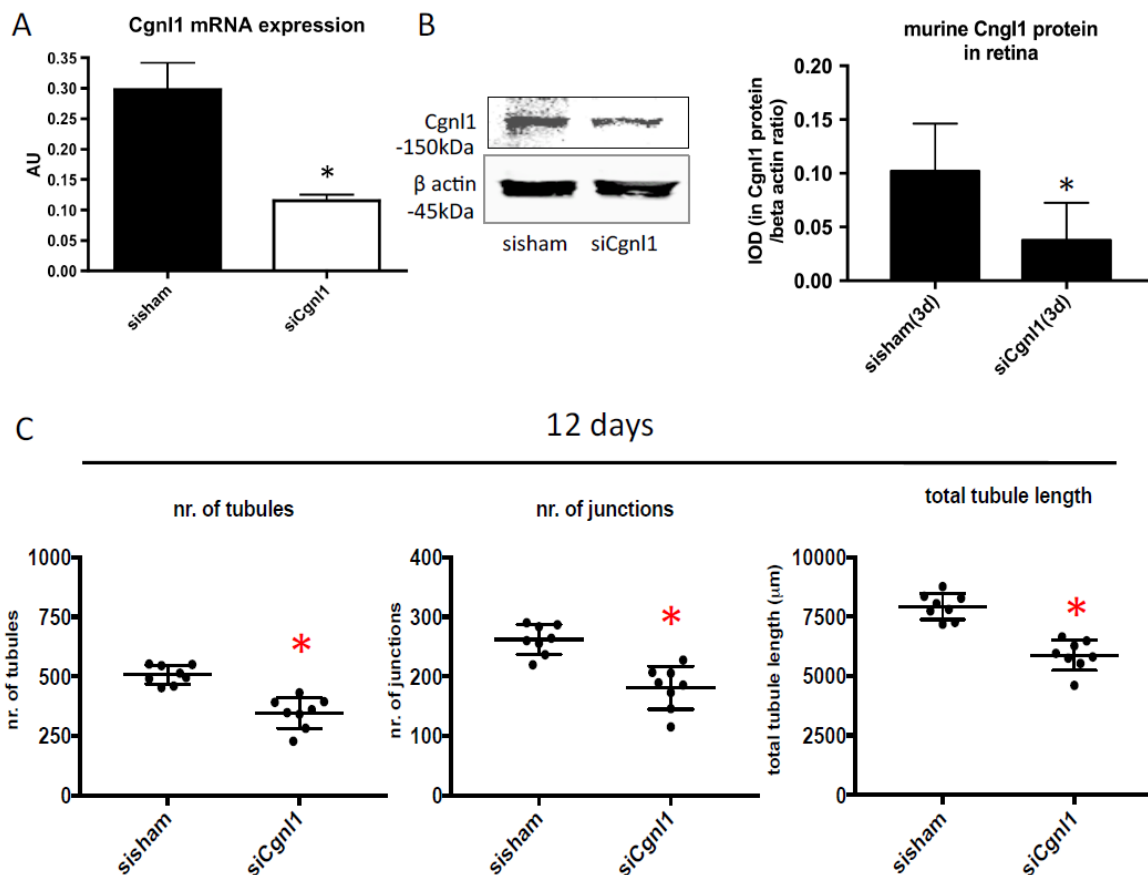 A
Cgnl1 mRNA expression
AU
0.35
0.30
0.25
0.20
0.15
0.10
0.05
0.00
*
sisham
siCgnl1
B
Cgnl1
-150kDa
β actin
-45kDa
sisham siCgnl1
murine Cngl1 protein
in retina
IOD (in Cgnl1 protein
/beta actin ratio)
0.20
0.15
0.10
0.05
0.00
*
sisham(3d)
siCgnl1(3d)
C
12 days
nr. of tubules
nr. of tubules
1000
750
500
250
0
*
sisham
siCgnl1
nr. of junctions
nr. of junctions
400
300
200
100
0
*
sisham
siCgnl1
total tubule length
total tubule length (μm)
10000
7500
5000
2500
0
*
sisham
siCgnl1